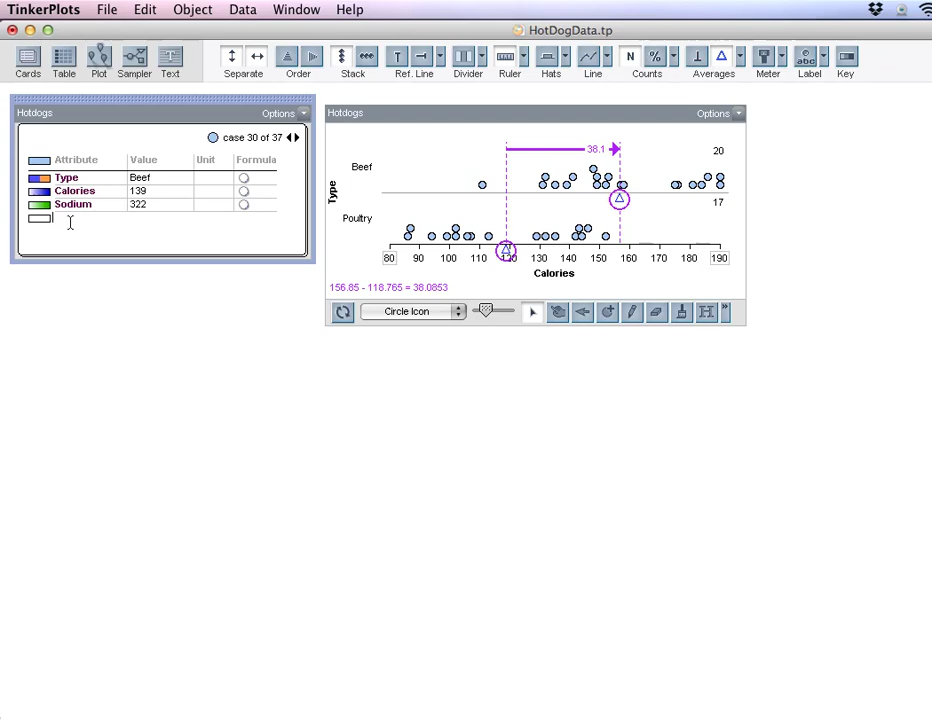 TinkerPlots File Edit Object Data Window Help
HotDogData.tp
Cards Table Plot Sampler Text Separate Order Stack Ref. Line Divider Ruler Hats Line N % Counts Averages Meter abc Label Key
Hotdogs Options
case 30 of 37
Attribute Value Unit Formula
Type Beef
Calories 139
Sodium 322
Hotdogs Options
38.1
20
Beef
17
Type
Poultry
80 90 100 110 120 130 140 150 160 170 180 190
Calories
156.85 - 118.765 = 38.0853
Circle Icon